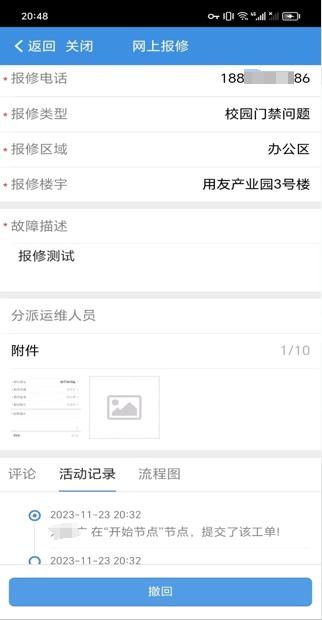 20:48
返回 关闭 网上报修
* 报修电话 188 86
* 报修类型 校园门禁问题
* 报修区域 办公区
* 报修楼宇 用友产业园3号楼
* 故障描述
报修测试
分派运维人员
附件 1/10
评论 活动记录 流程图
2023-11-23 20:32
在“开始节点”节点，提交了该工单!
2023-11-23 20:32
撤回